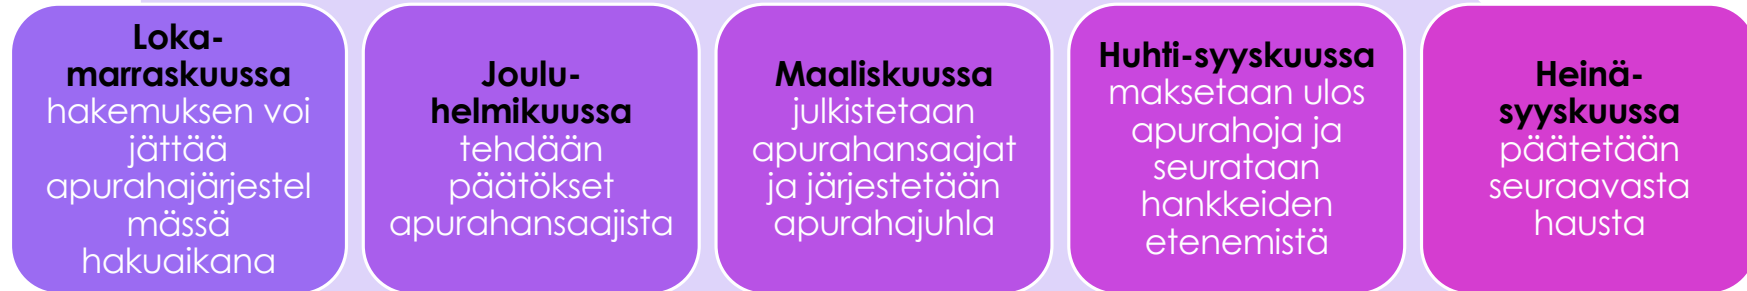 Loka-
marraskuussa
hakemuksen voi
jättää
apurahajärjestel
mässä
hakuaikana
Joulu-
helmikuussa
tehdään
päätökset
apurahansaajista
Maaliskuussa
julkistetaan
apurahansaajat
ja järjestetään
apurahajuhla
Huhti-syyskuussa
maksetaan ulos
apurahoja ja
seurataan
hankkeiden
etenemistä
Heinä-
syyskuussa
päätetään
seuraavasta
hausta